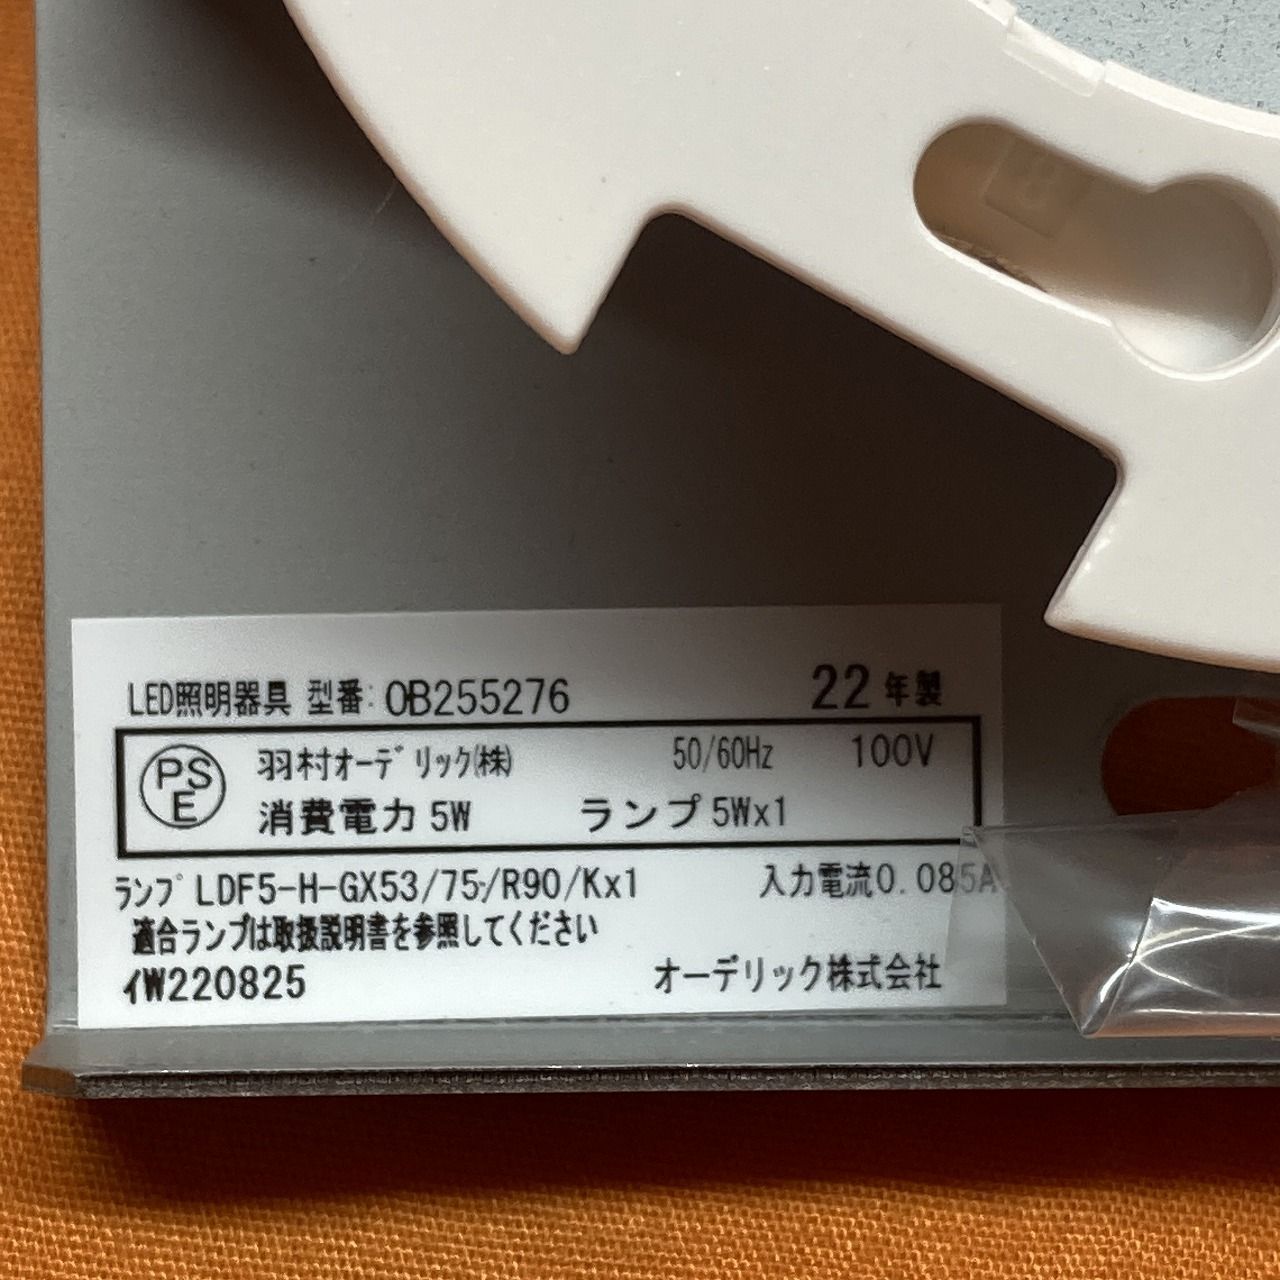 LED照明器具 型番:OB255276 22年製
PSE 羽村オーデリック(株) 50/60Hz 100V
消費電力 5W ランプ 5Wx1
ランプ LDF5-H-GX53/75-/R90/Kx1 入力電流0.085A
適合ランプは取扱説明書を参照してください
イW220825 オーデリック株式会社